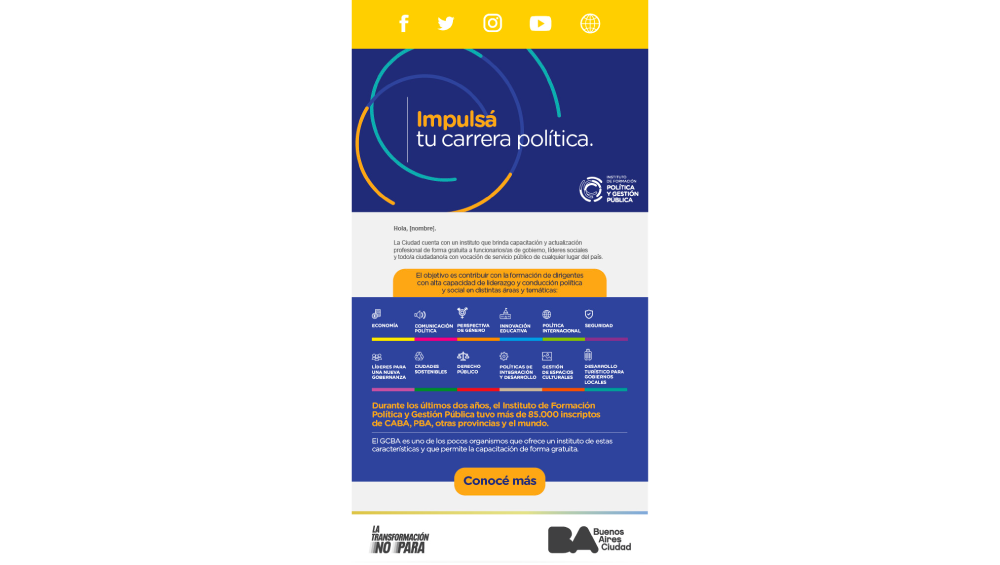 Impulsá
tu carrera política.
INSTITUTO
DE FORMACIÓN
POLÍTICA
Y GESTIÓN
PÚBLICA
Hola, [nombre].
La Ciudad cuenta con un instituto que brinda capacitación y actualización
profesional de forma gratuita a funcionarios/as de gobierno, líderes sociales
y todo/a ciudadano/a con vocación de servicio público de cualquier lugar del país.
El objetivo es contribuir con la formación de dirigentes
con alta capacidad de liderazgo y conducción política
y social en distintas áreas y temáticas:
ECONOMÍA
COMUNICACIÓN
POLÍTICA
PERSPECTIVA
DE GÉNERO
INNOVACIÓN
EDUCATIVA
POLÍTICA
INTERNACIONAL
SEGURIDAD
LÍDERES PARA
UNA NUEVA
GOBERNANZA
CIUDADES
SOSTENIBLES
DERECHO
PÚBLICO
POLÍTICAS DE
INTEGRACIÓN
Y DESARROLLO
GESTIÓN
DE ESPACIOS
CULTURALES
DESARROLLO
TURÍSTICO PARA
GOBIERNOS
LOCALES
Durante los últimos dos años, el Instituto de Formación
Política y Gestión Pública tuvo más de 85.000 inscriptos
de CABA, PBA, otras provincias y el mundo.
El GCBA es uno de los pocos organismos que ofrece un instituto de estas
características y que permite la capacitación de forma gratuita.
Conocé más
LA
TRANSFORMACIÓN
NO PARA
BA
Buenos
Aires
Ciudad